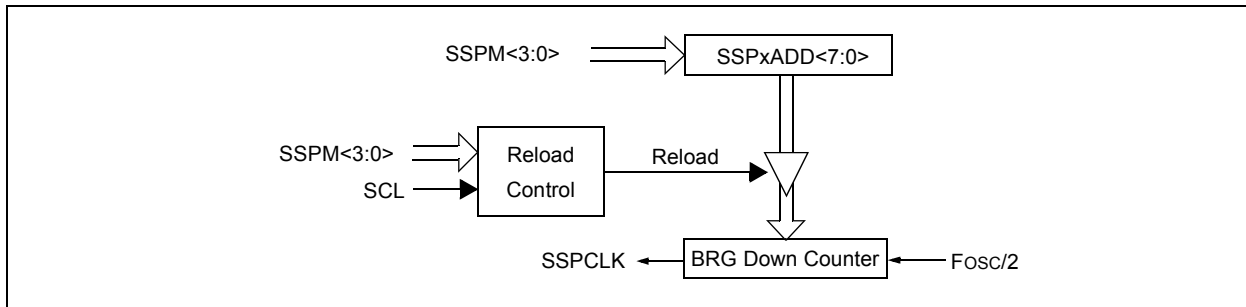 SSPM<3:0>
SSPxADD<7:0>
SSPM<3:0>
SCL
Reload
Control
Reload
SSPCLK
BRG Down Counter
FOSC/2